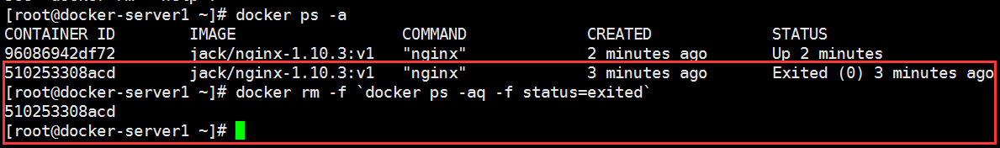 [root@docker-server1 ~]# docker ps -a
CONTAINER ID        IMAGE                  COMMAND             CREATED             STATUS
96086942df72        jack/nginx-1.10.3:v1   "nginx"             2 minutes ago       Up 2 minutes
510253308acd        jack/nginx-1.10.3:v1   "nginx"             3 minutes ago       Exited (0) 3 minutes ago
[root@docker-server1 ~]# docker rm -f `docker ps -aq -f status=exited`
510253308acd
[root@docker-server1 ~]#